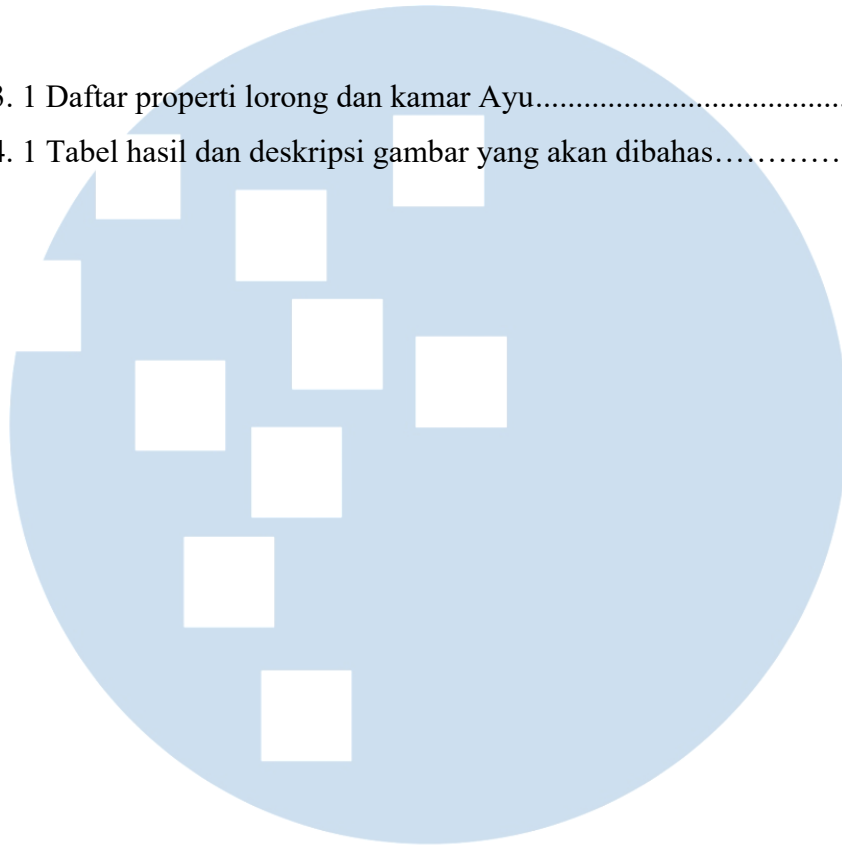 3. 1 Daftar properti lorong dan kamar Ayu......................................
4. 1 Tabel hasil dan deskripsi gambar yang akan dibahas…………